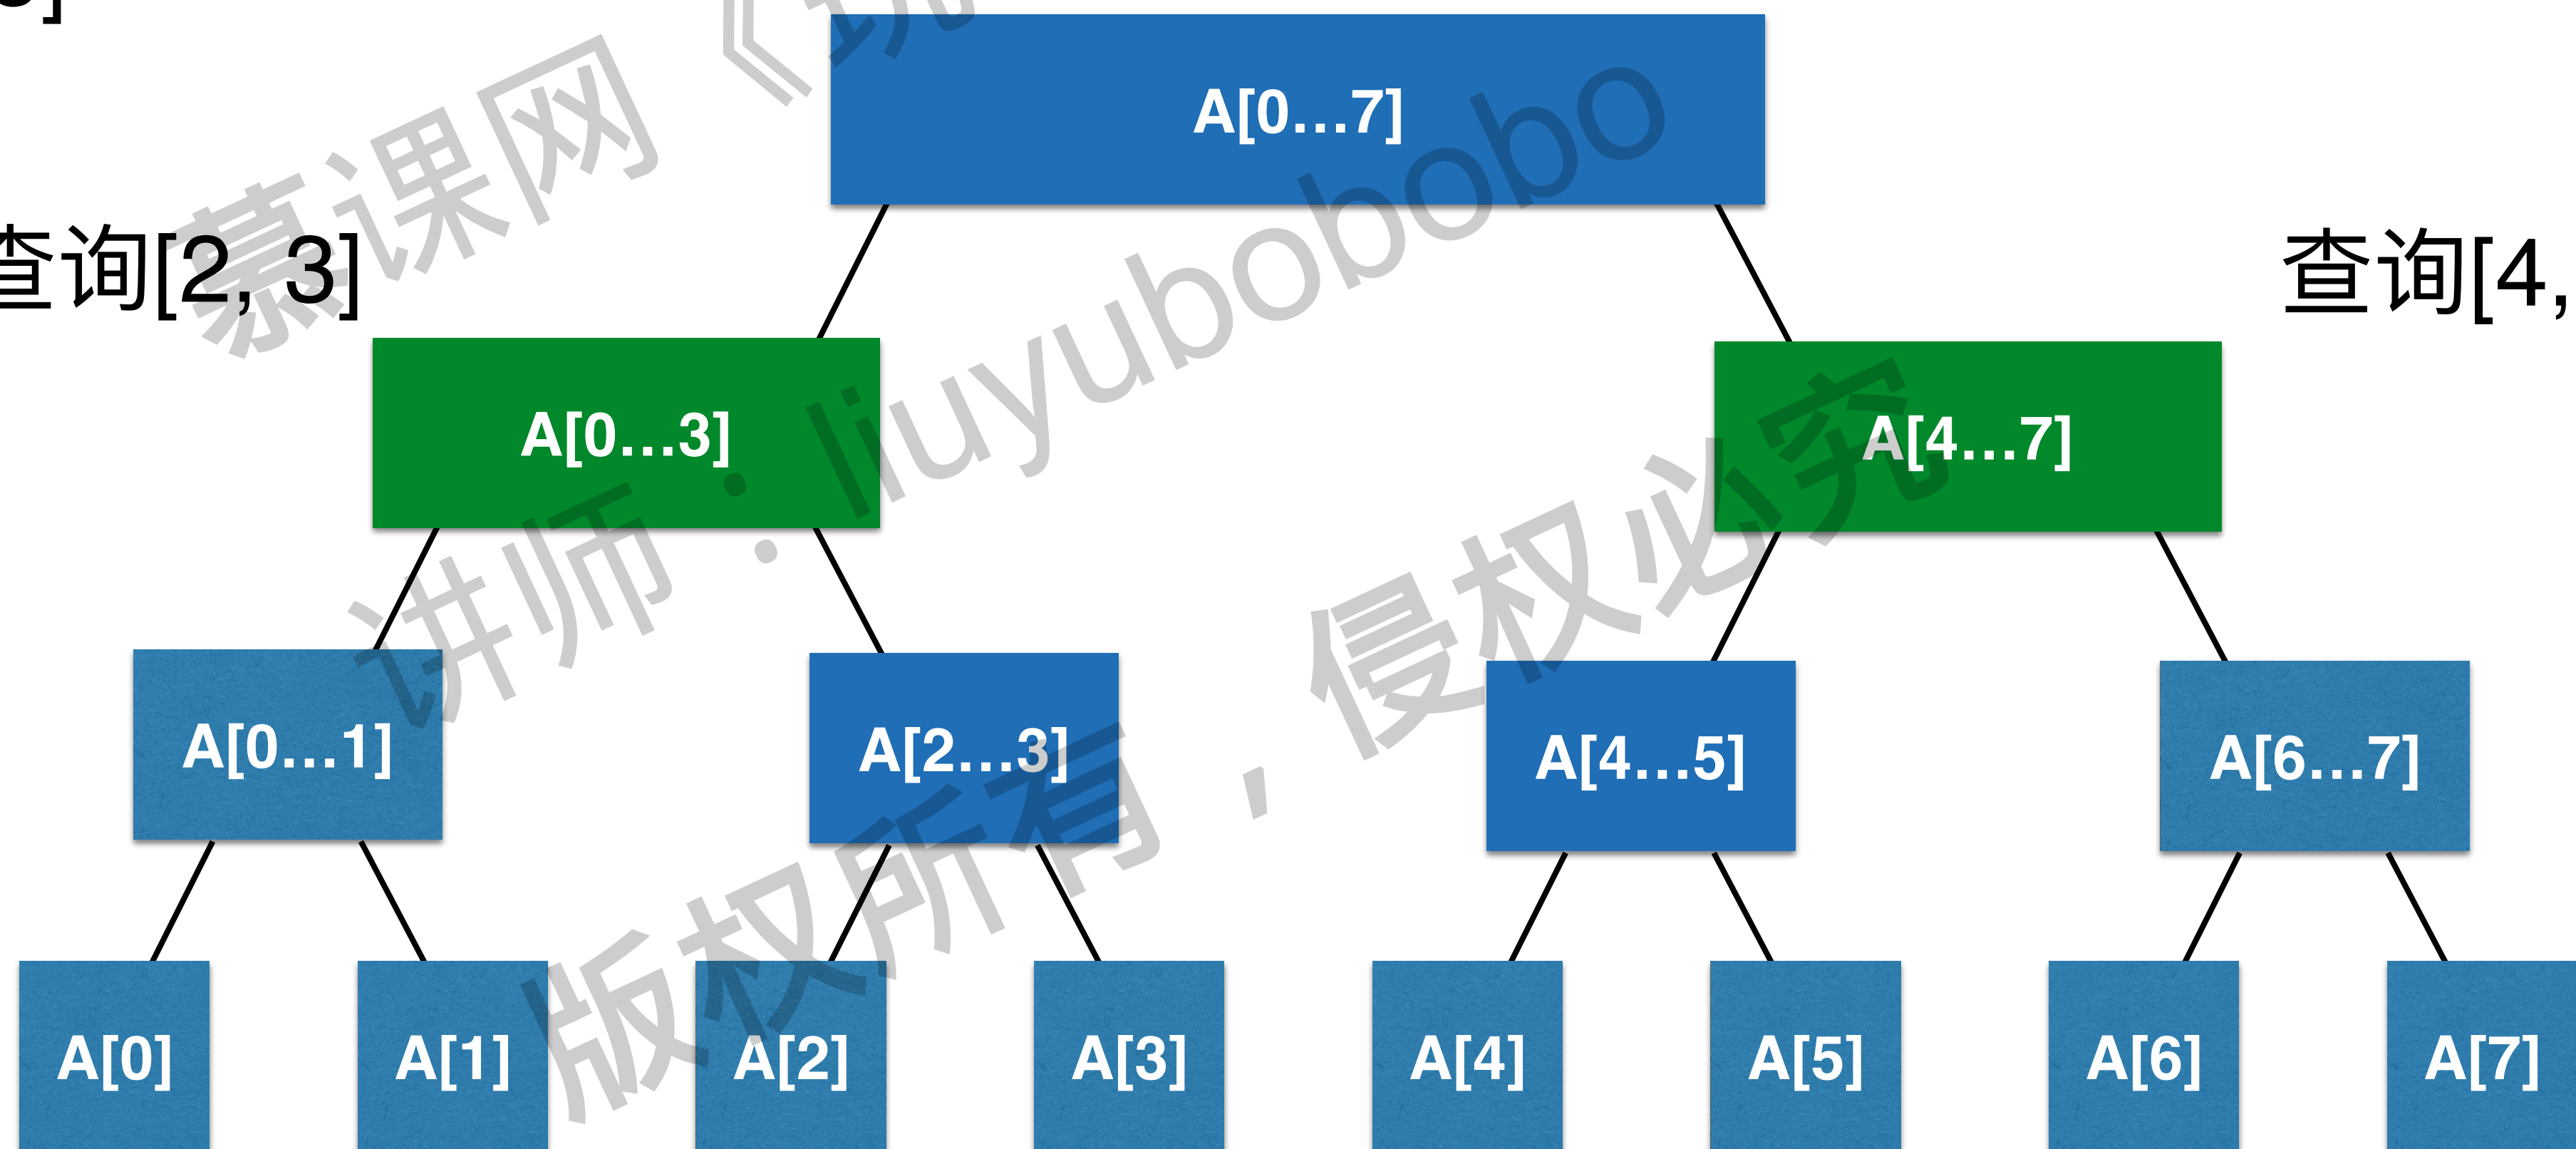 ]
A[0...7]
查询[2, 3]
查询[4,
A[0...3]
A[4...7]
A[0...1]
A[2...3]
A[4...5]
A[6...7]
A[0]
A[1]
A[2]
A[3]
A[4]
A[5]
A[6]
A[7]
慕课网《玩
讲师：liuyubobobo
版权所有，侵权必究